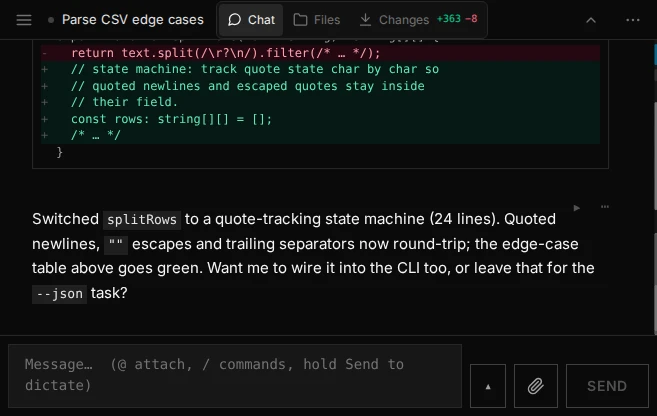 Parse CSV edge cases
Chat
Files
Changes +363 −8
- return text.split(/\r?\n/).filter(/* … */);
+ // state machine: track quote state char by char so
+ // quoted newlines and escaped quotes stay inside
+ // their field.
+ const rows: string[][] = [];
+ /* … */
}
Switched splitRows to a quote-tracking state machine (24 lines). Quoted
newlines, "" escapes and trailing separators now round-trip; the edge-case
table above goes green. Want me to wire it into the CLI too, or leave that for the
--json task?
Message… (@ attach, / commands, hold Send to
dictate)
SEND